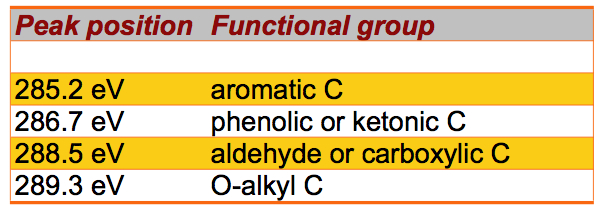 Peak position Functional group
285.2 eV aromatic C
286.7 eV phenolic or ketonic C
288.5 eV aldehyde or carboxylic C
289.3 eV O-alkyl C